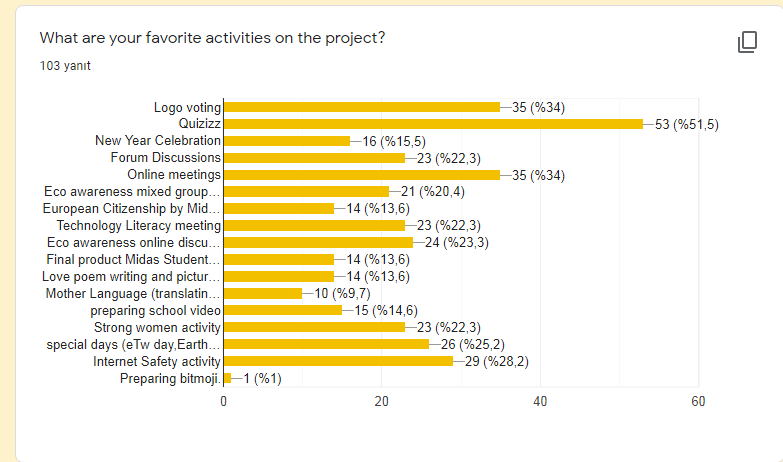 What are your favorite activities on the project?
103 yanıt
Logo voting 35 (%34)
Quizizz 53 (%51,5)
New Year Celebration 16 (%15,5)
Forum Discussions 23 (%22,3)
Online meetings 35 (%34)
Eco awareness mixed group... 21 (%20,4)
European Citizenship by Mid... 14 (%13,6)
Technology Literacy meeting 23 (%22,3)
Eco awareness online discu... 24 (%23,3)
Final product Midas Student... 14 (%13,6)
Love poem writing and pictur... 14 (%13,6)
Mother Language (translatin... 10 (%9,7)
preparing school video 15 (%14,6)
Strong women activity 23 (%22,3)
special days (eTw day,Earth... 26 (%25,2)
Internet Safety activity 29 (%28,2)
Preparing bitmoji. 1 (%1)
0 20 40 60